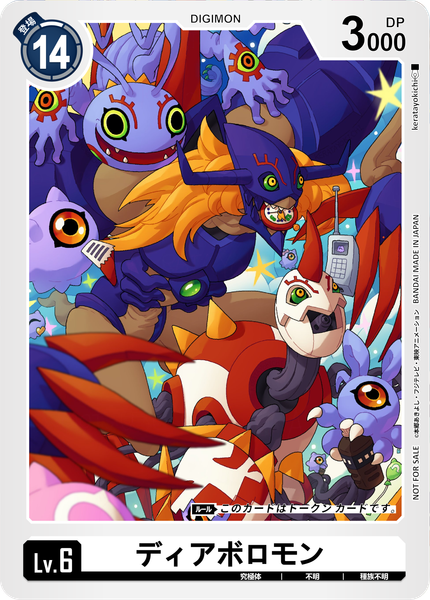 登場
14
DIGIMON
DP
3000
keratayokichi
©本郷あきよし・フジテレビ・東映アニメーション BANDAI MADE IN JAPAN
NOT FOR SALE
ルール このカードはトークンカードです。
Lv.6
ディアボロモン
究極体 不明 種族不明